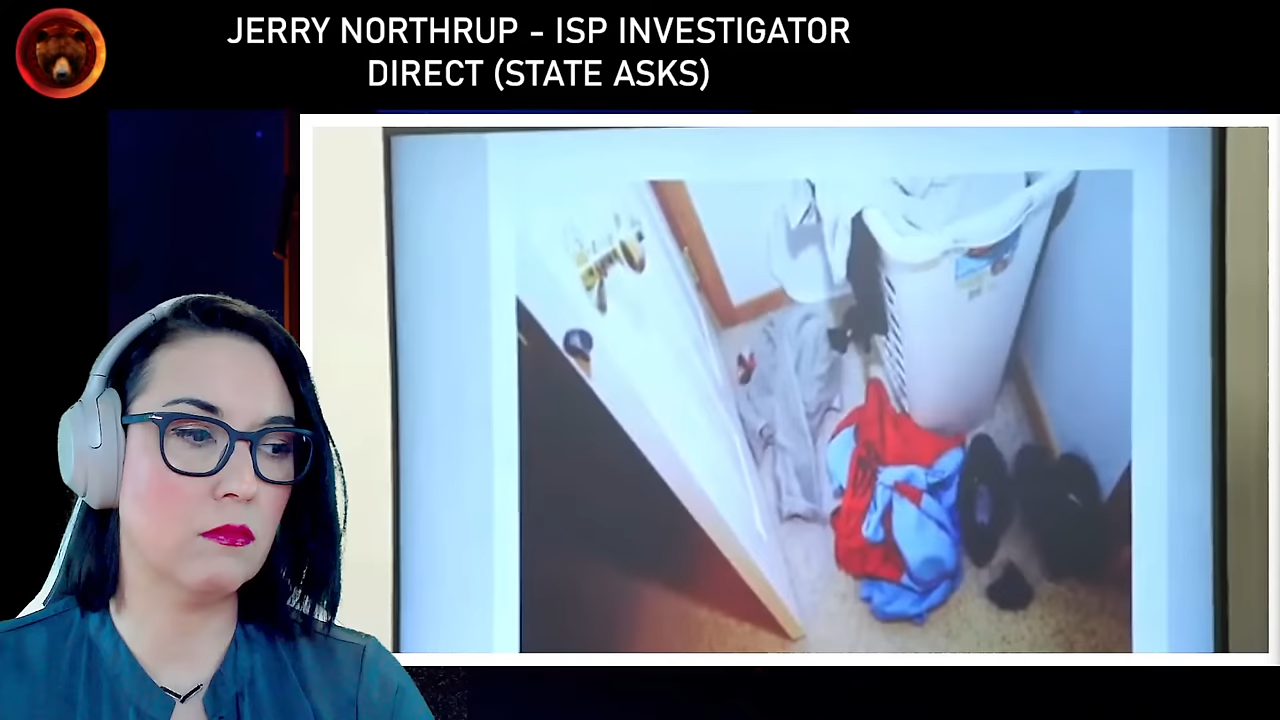 JERRY NORTHRUP - ISP INVESTIGATOR
DIRECT (STATE ASKS)